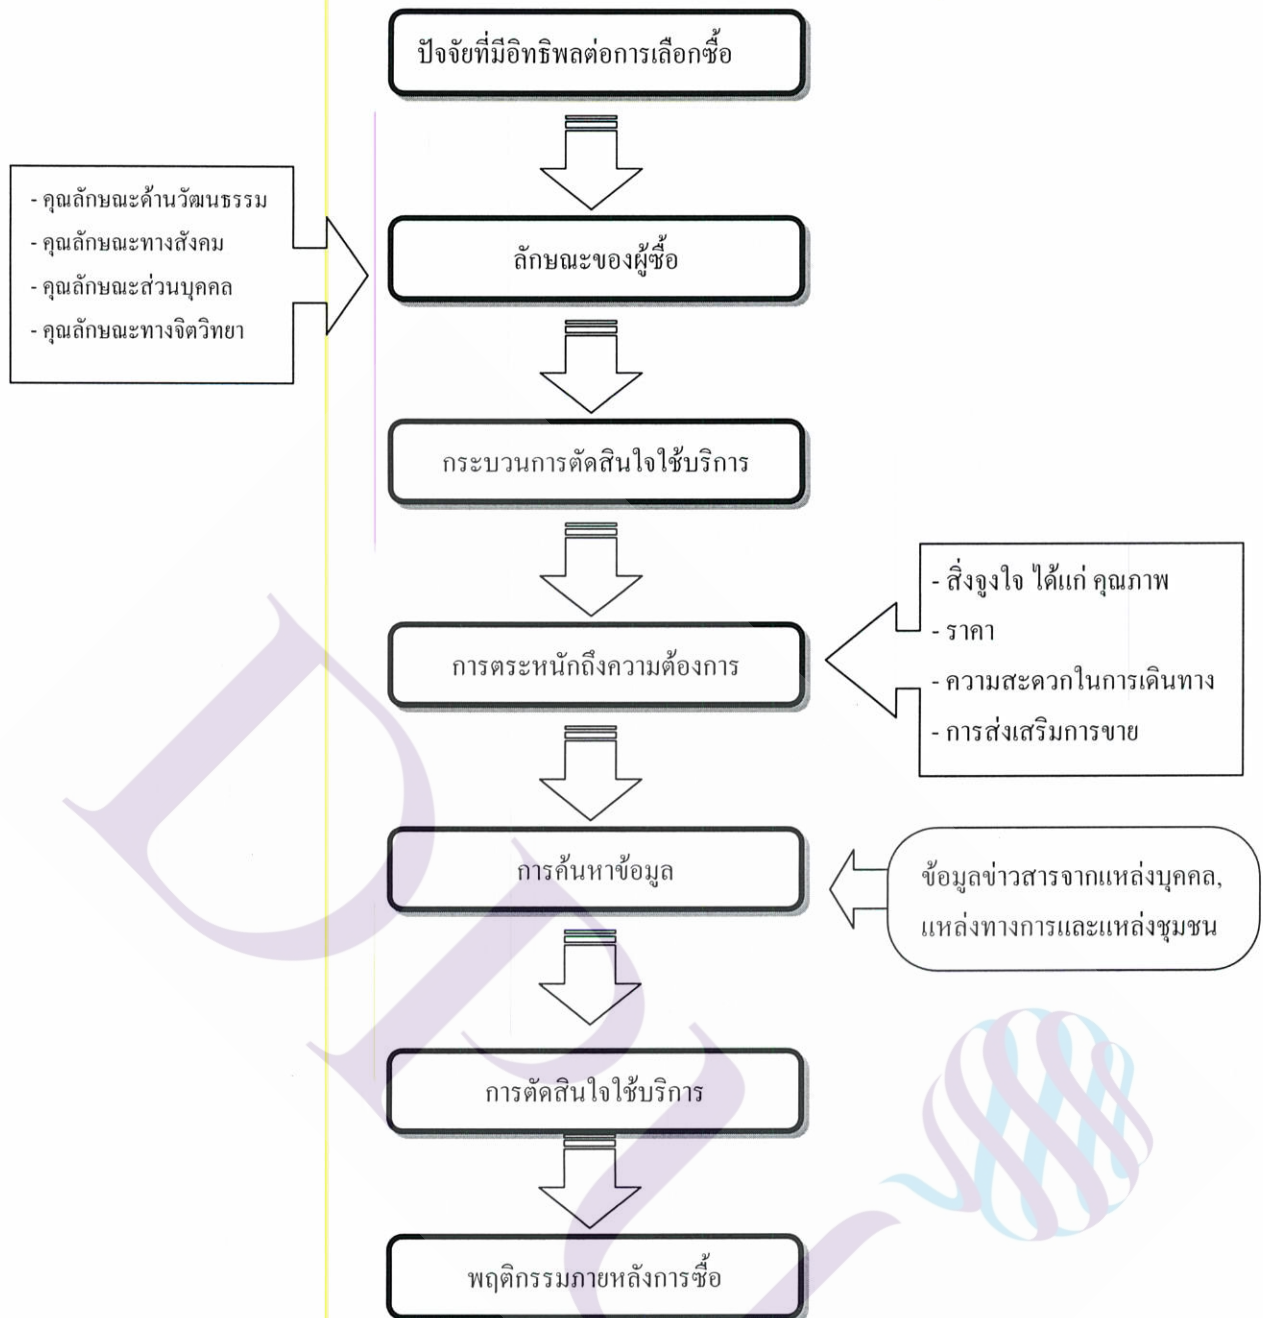 ปัจจัยที่มีอิทธิพลต่อการเลือกซื้อ
- คุณลักษณะด้านวัฒนธรรม
- คุณลักษณะทางสังคม
- คุณลักษณะส่วนบุคคล
- คุณลักษณะทางจิตวิทยา
ลักษณะของผู้ซื้อ
กระบวนการตัดสินใจใช้บริการ
การตระหนักถึงความต้องการ
- สิ่งจูงใจ ได้แก่ คุณภาพ
- ราคา
- ความสะดวกในการเดินทาง
- การส่งเสริมการขาย
การค้นหาข้อมูล
ข้อมูลข่าวสารจากแหล่งบุคคล,
แหล่งทางการและแหล่งชุมชน
การตัดสินใจใช้บริการ
พฤติกรรมภายหลังการซื้อ
DPU